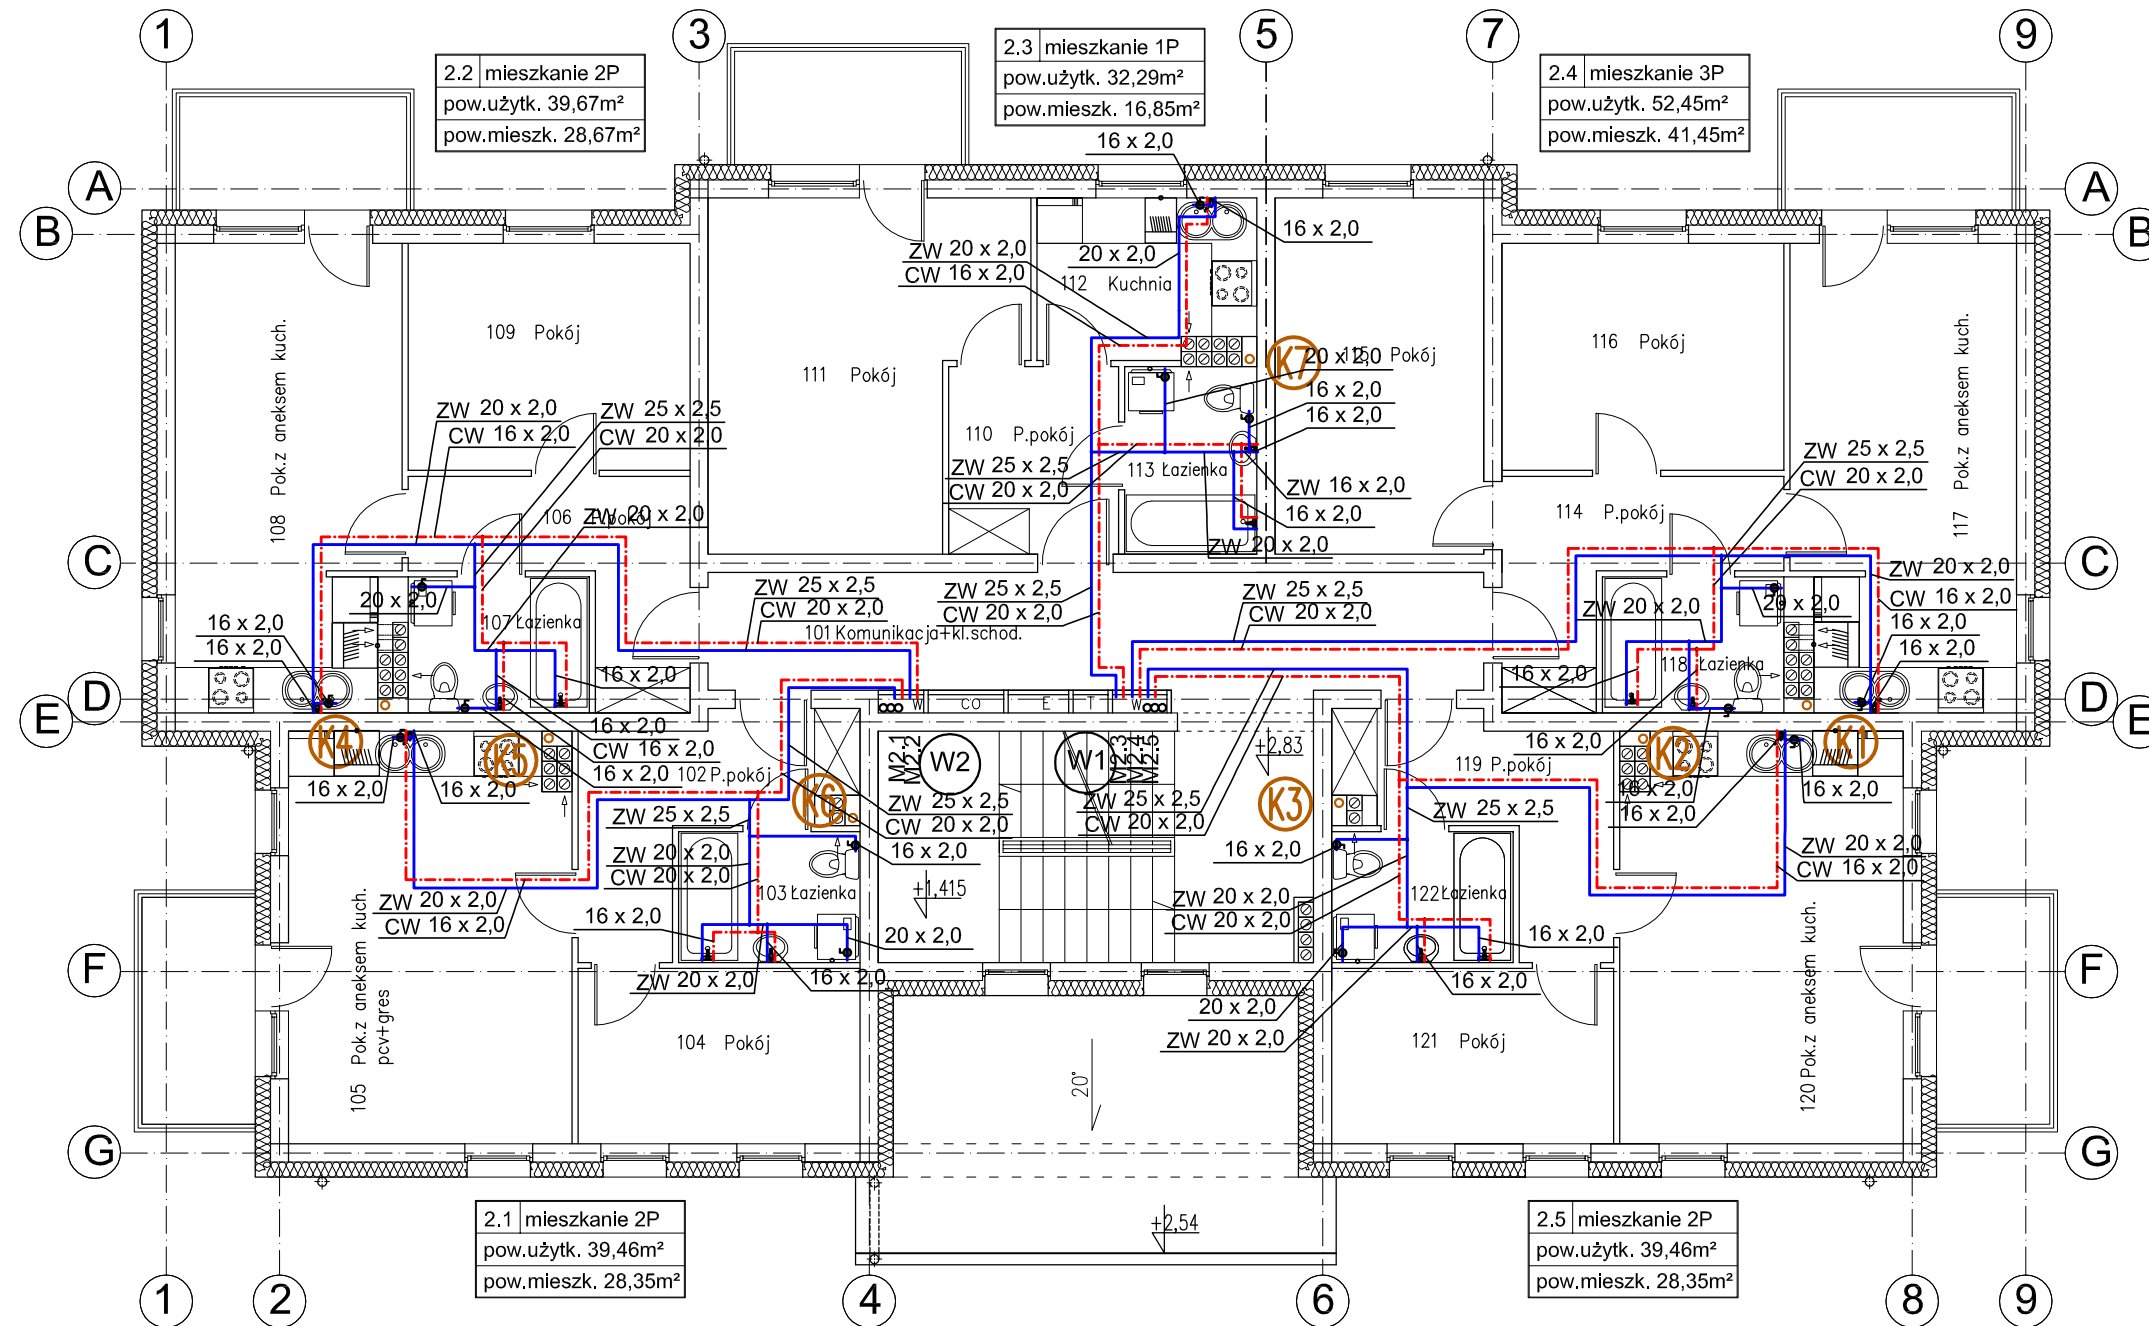 1
3
5
7
9
2.2 mieszkanie 2P
pow.użytk. 39,67m²
pow.mieszk. 28,67m²
2.3 mieszkanie 1P
pow.użytk. 32,29m²
pow.mieszk. 16,85m²
2.4 mieszkanie 3P
pow.użytk. 52,45m²
pow.mieszk. 41,45m²
16 x 2,0
A
A
B
B
16 x 2,0
ZW 20 x 2,0
20 x 2,0
CW 16 x 2,0
112 Kuchnia
108 Pok.z aneksem kuch.
109 Pokój
111 Pokój
K7
20 x 2,0
115 Pokój
116 Pokój
117 Pok.z aneksem kuch.
16 x 2,0
16 x 2,0
ZW 20 x 2,0
ZW 25 x 2,5
CW 16 x 2,0
CW 20 x 2,0
110 P.pokój
ZW 25 x 2,5
CW 20 x 2,0
113 Łazienka
ZW 16 x 2,0
16 x 2,0
ZW 20 x 2,0
ZW 25 x 2,5
CW 20 x 2,0
106 P.pokój
ZW 20 x 2,0
114 P.pokój
C
C
ZW 25 x 2,5
CW 20 x 2,0
101 Komunikacja+kl.schod.
ZW 25 x 2,5
CW 20 x 2,0
ZW 25 x 2,5
CW 20 x 2,0
20 x 2,0
107 Łazienka
16 x 2,0
16 x 2,0
16 x 2,0
ZW 20 x 2,0
20 x 2,0
ZW 20 x 2,0
CW 16 x 2,0
16 x 2,0
16 x 2,0
118 Łazienka
16 x 2,0
D
D
E
E
W
CO
E
T
W
K4
K5
16 x 2,0
CW 16 x 2,0
16 x 2,0
16 x 2,0
16 x 2,0
102 P.pokój
M2.1
M2.2
W2
W1
M2.3
M2.4
M2.5
+2,83
K6
K3
16 x 2,0
119 P.pokój
K2
K1
16 x 2,0
16 x 2,0
16 x 2,0
ZW 25 x 2,5
CW 20 x 2,0
ZW 25 x 2,5
CW 20 x 2,0
ZW 25 x 2,5
ZW 25 x 2,5
ZW 20 x 2,0
CW 20 x 2,0
16 x 2,0
103 Łazienka
+1,415
16 x 2,0
ZW 20 x 2,0
CW 20 x 2,0
122 Łazienka
ZW 20 x 2,0
CW 16 x 2,0
105 Pok.z aneksem kuch.
pcv+gres
ZW 20 x 2,0
CW 16 x 2,0
16 x 2,0
20 x 2,0
ZW 20 x 2,0
16 x 2,0
16 x 2,0
16 x 2,0
20 x 2,0
ZW 20 x 2,0
120 Pok.z aneksem kuch.
F
F
104 Pokój
20°
121 Pokój
G
G
2.1 mieszkanie 2P
pow.użytk. 39,46m²
pow.mieszk. 28,35m²
+2,54
2.5 mieszkanie 2P
pow.użytk. 39,46m²
pow.mieszk. 28,35m²
1
2
4
6
8
9